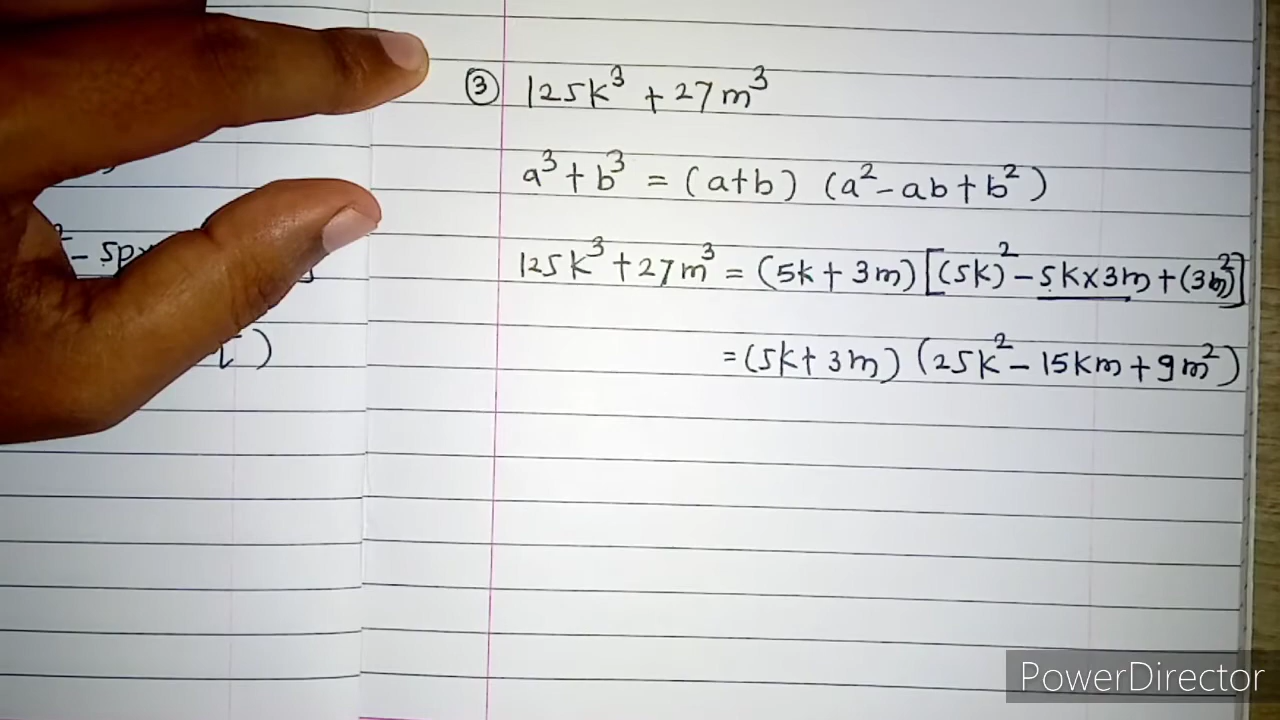 ③ 125k³ + 27m³
a³ + b³ = (a+b) (a² - ab + b²)
125k³ + 27m³ = (5k + 3m) [(5k)² - 5k×3m + (3m)²]
= (5k + 3m) (25k² - 15km + 9m²)
- 5p
)
PowerDirector